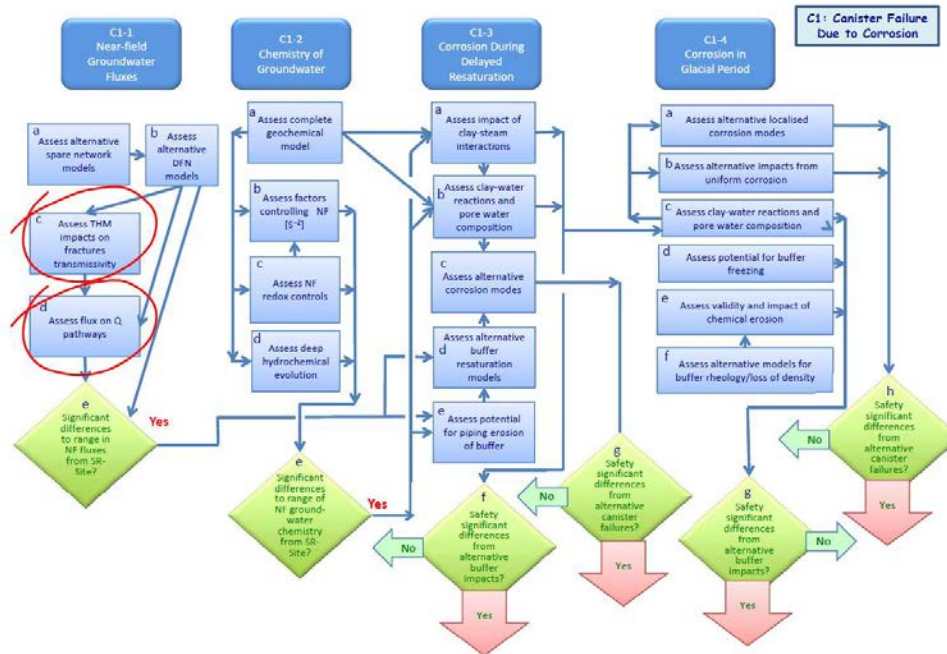 C1: Canister Failure
Due to Corrosion
C1-1
Near-field
Groundwater
Fluxes
C1-2
Chemistry of
Groundwater
C1-3
Corrosion During
Delayed
Resaturation
C1-4
Corrosion in
Glacial Period
a
Assess alternative
spare network
models
b
Assess
alternative
DFN
models
c
Assess THM
impacts on
fractures
transmissivity
d
Assess flux on Q
pathways
e
Significant
differences
to range in
NF fluxes
from SR-
Site?
Yes
a
Assess complete
geochemical
model
b
Assess factors
controlling NF
[S⁻²]
c
Assess NF
redox controls
d
Assess deep
hydrochemical
evolution
e
Significant
differences
to range of
NF ground-
water
chemistry
from SR-
Site?
Yes
a
Assess impact of
clay-steam
interactions
b
Assess clay-water
reactions and
pore water
composition
c
Assess alternative
corrosion modes
d
Assess alternative
buffer
resaturation
models
e
Assess potential
for piping erosion
of buffer
f
Safety
significant
differences
from
alternative
buffer
impacts?
No
Yes
g
Safety
significant
differences
from
alternative
canister
failures?
No
Yes
a
Assess alternative localised
corrosion modes
b
Assess alternative impacts from
uniform corrosion
c
Assess clay-water reactions and
pore water composition
d
Assess potential for buffer
freezing
e
Assess validity and impact of
chemical erosion
f
Assess alternative models for
buffer rheology/loss of density
g
Safety
significant
differences
from
alternative
buffer
impacts?
No
Yes
h
Safety
significant
differences
from
alternative
canister
failures?
No
Yes